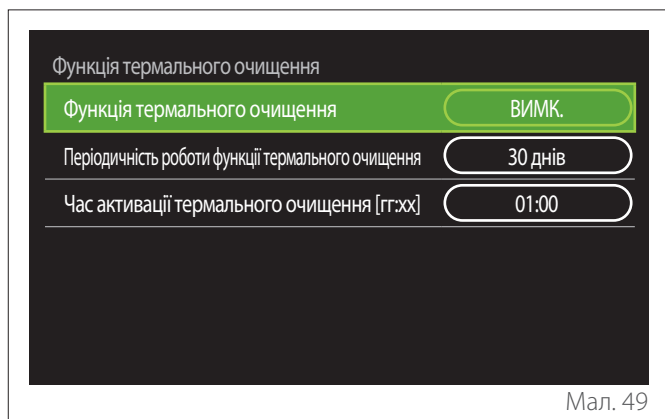 Функція термального очищення
Функція термального очищення ВИМК.
Періодичність роботи функції термального очищення 30 днів
Час активації термального очищення [гг:хх] 01:00
Мал. 49